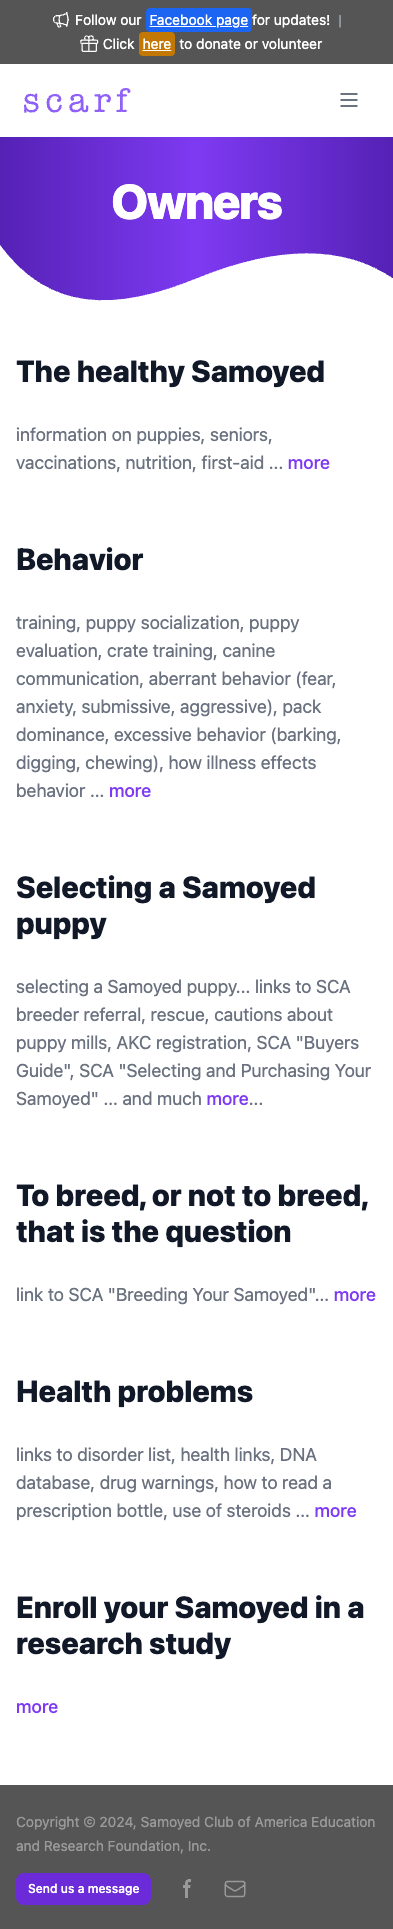 Follow our Facebook page for updates! |
Click here to donate or volunteer
scarf
Owners
The healthy Samoyed
information on puppies, seniors,
vaccinations, nutrition, first-aid ... more
Behavior
training, puppy socialization, puppy
evaluation, crate training, canine
communication, aberrant behavior (fear,
anxiety, submissive, aggressive), pack
dominance, excessive behavior (barking,
digging, chewing), how illness effects
behavior ... more
Selecting a Samoyed
puppy
selecting a Samoyed puppy... links to SCA
breeder referral, rescue, cautions about
puppy mills, AKC registration, SCA "Buyers
Guide", SCA "Selecting and Purchasing Your
Samoyed" ... and much more...
To breed, or not to breed,
that is the question
link to SCA "Breeding Your Samoyed"... more
Health problems
links to disorder list, health links, DNA
database, drug warnings, how to read a
prescription bottle, use of steroids ... more
Enroll your Samoyed in a
research study
more
Copyright © 2024, Samoyed Club of America Education
and Research Foundation, Inc.
Send us a message